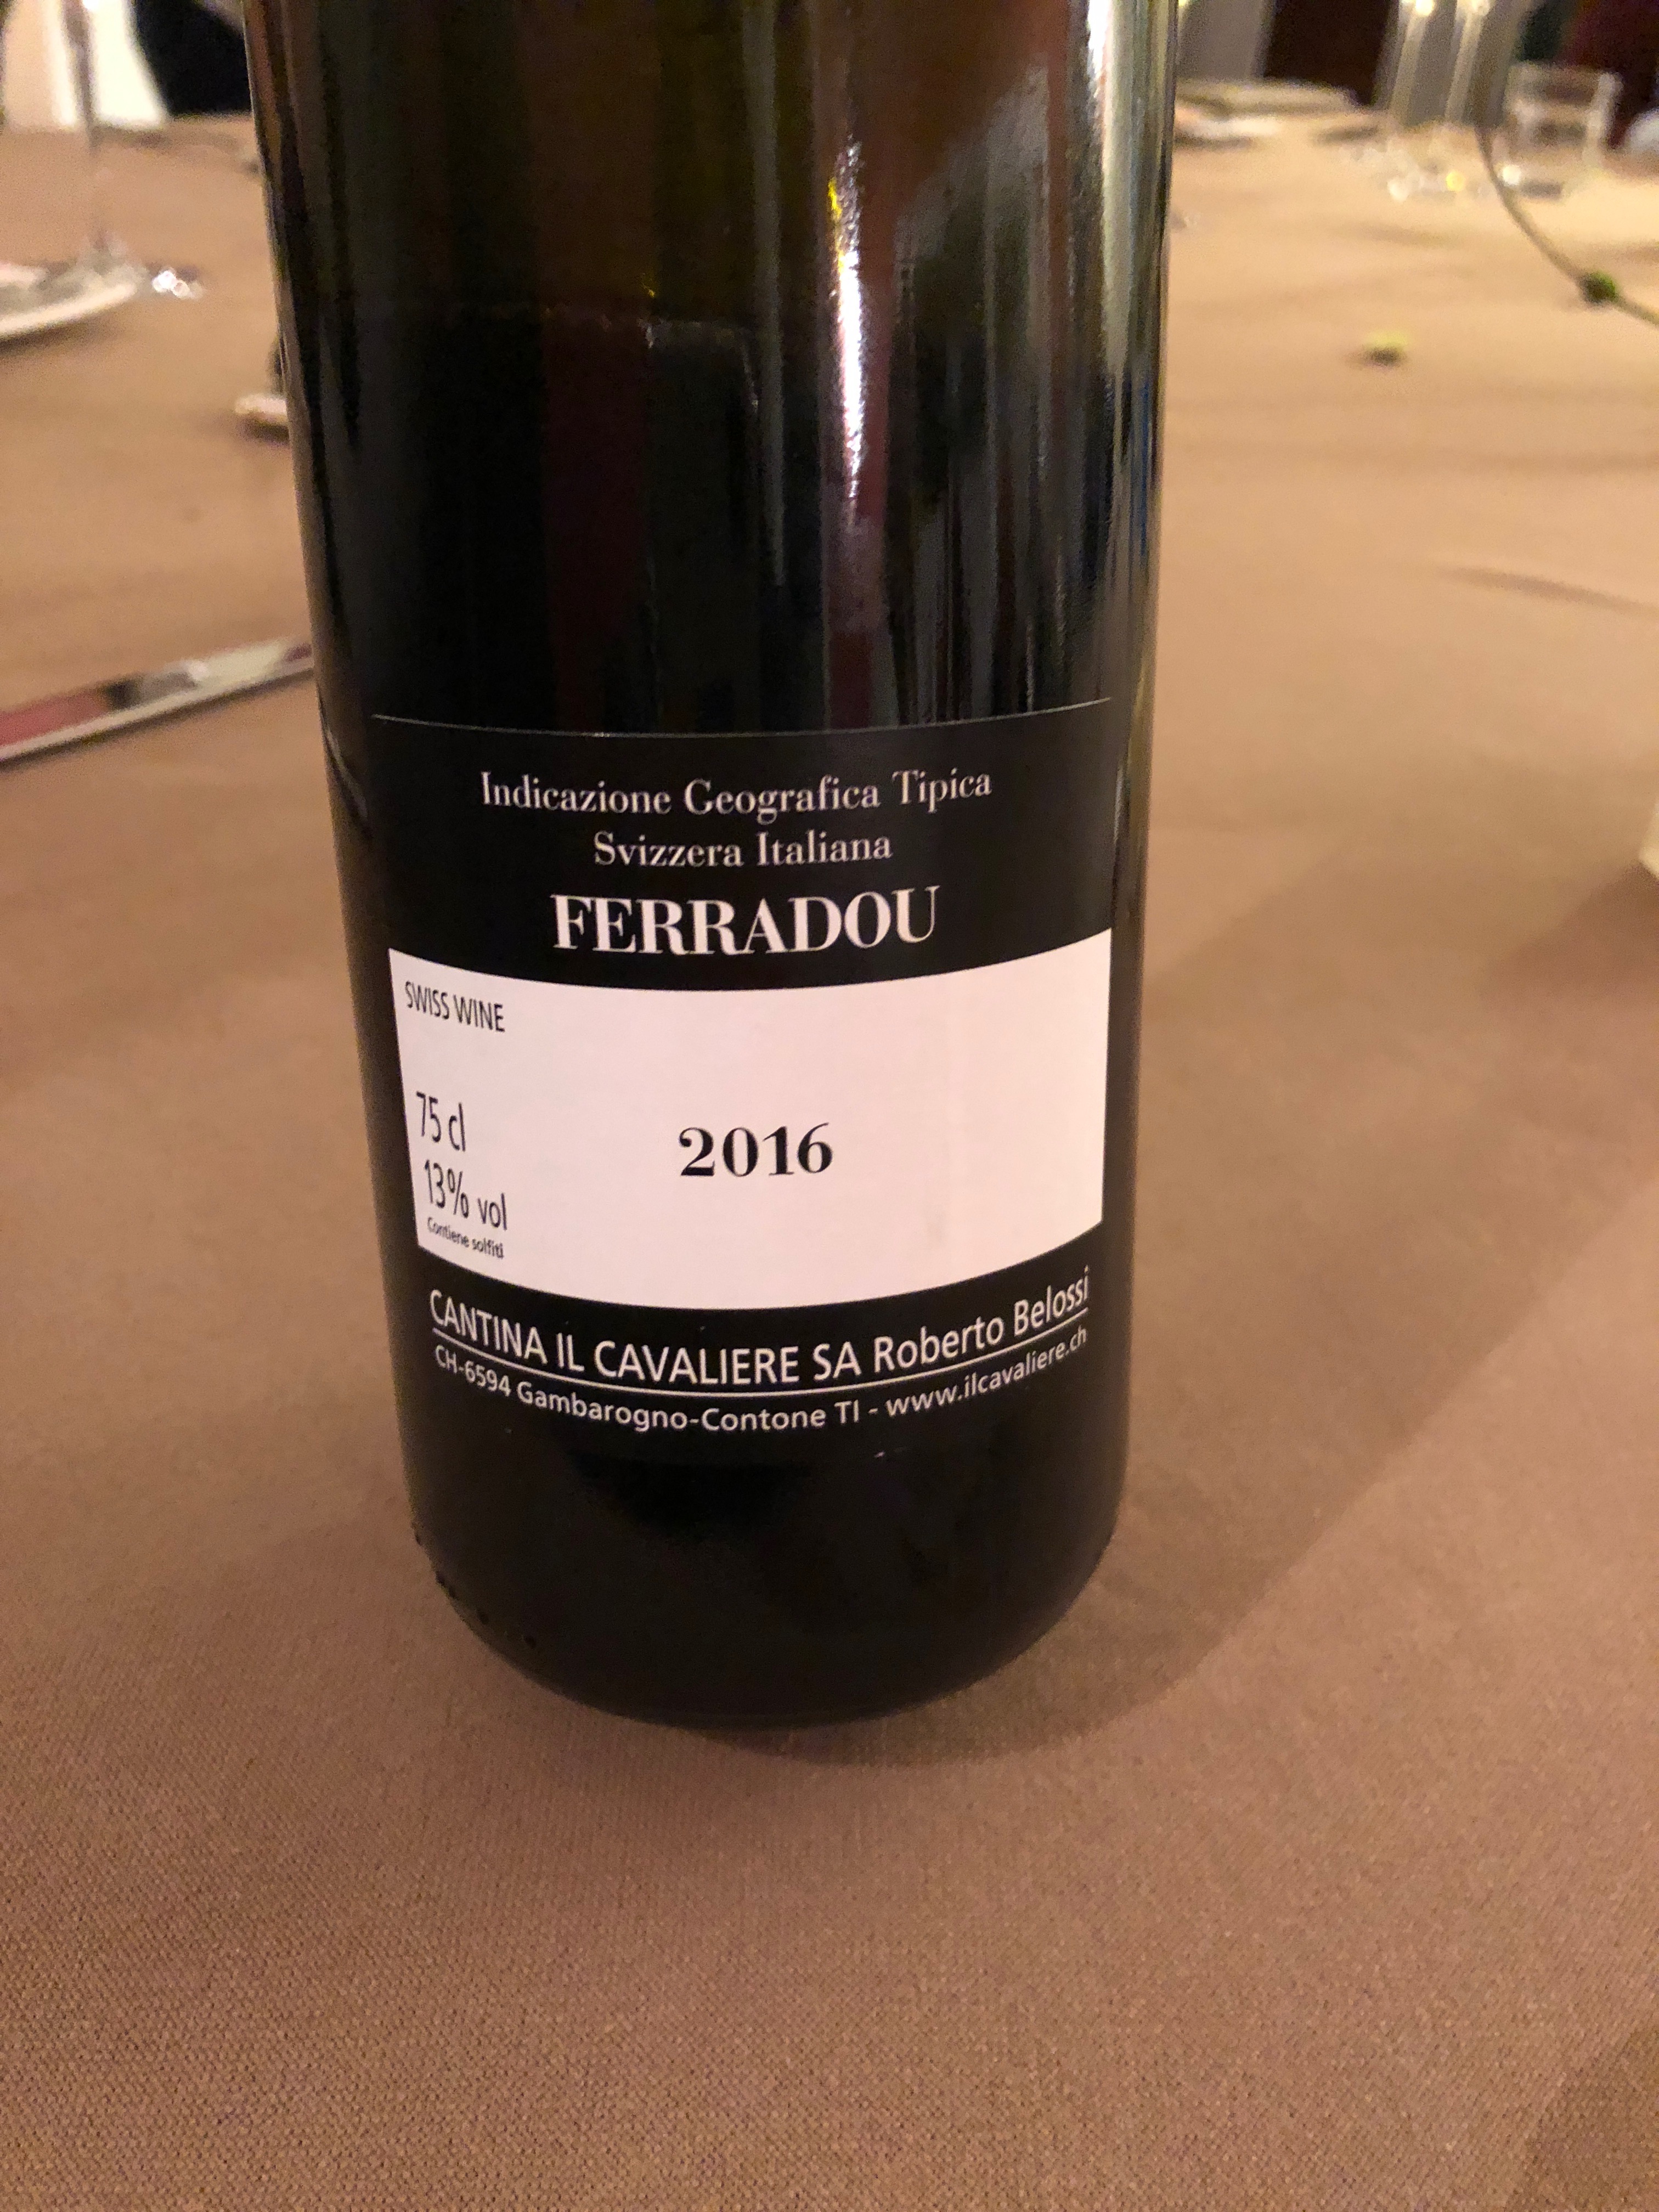 Indicazione Geografica Tipica
Svizzera Italiana
FERRADOU
SWISS WINE
75 cl
13% vol
Contiene solfiti
2016
CANTINA IL CAVALIERE SA Roberto Belossi
CH-6594 Gambarogno-Contone TI - www.ilcavaliere.ch